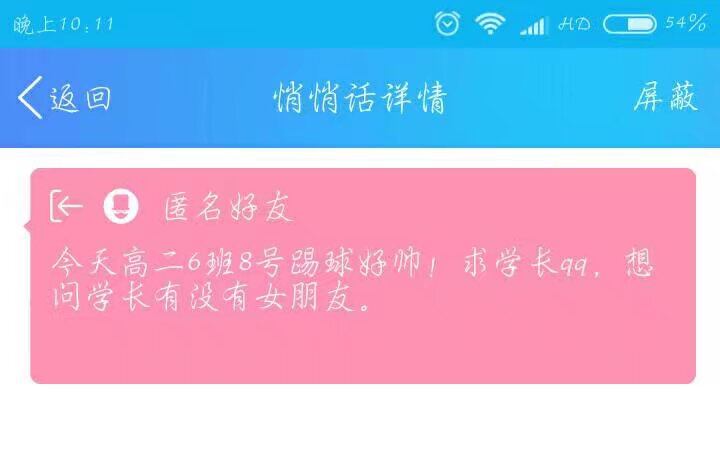 晚上10:11 HD 54%
返回 悄悄话详情 屏蔽
匿名好友
今天高二6班8号踢球好帅！求学长qq，想
问学长有没有女朋友。